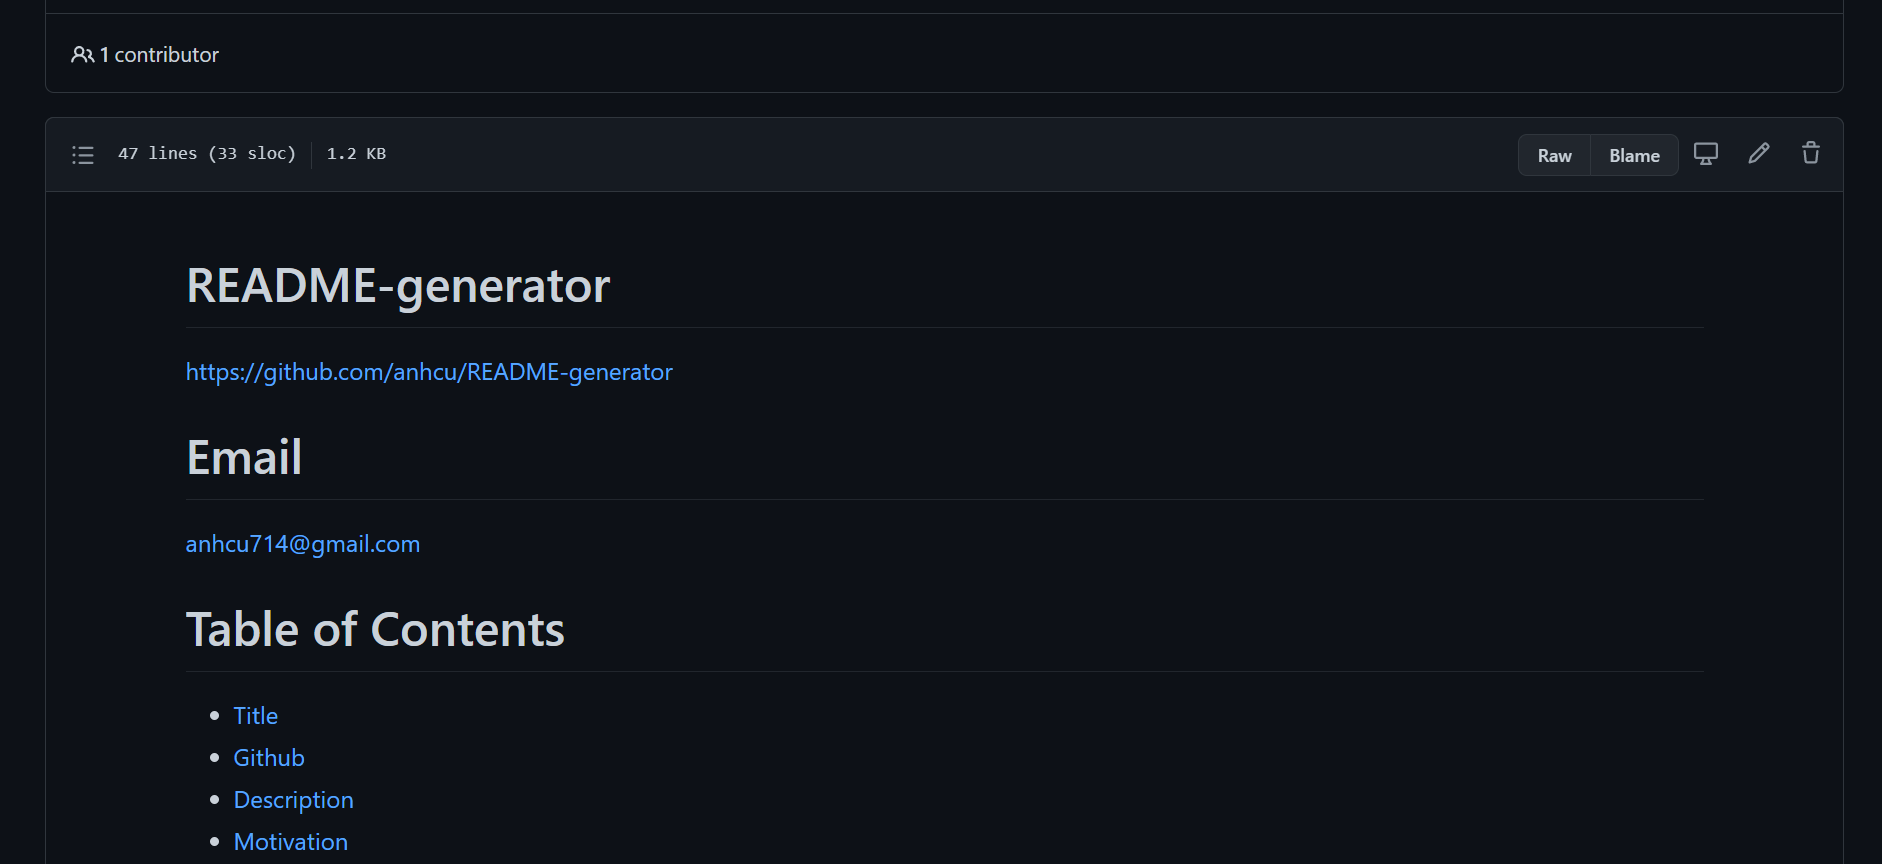 1 contributor
47 lines (33 sloc) 1.2 KB Raw Blame
README-generator
https://github.com/anhcu/README-generator
Email
anhcu714@gmail.com
Table of Contents
Title
Github
Description
Motivation